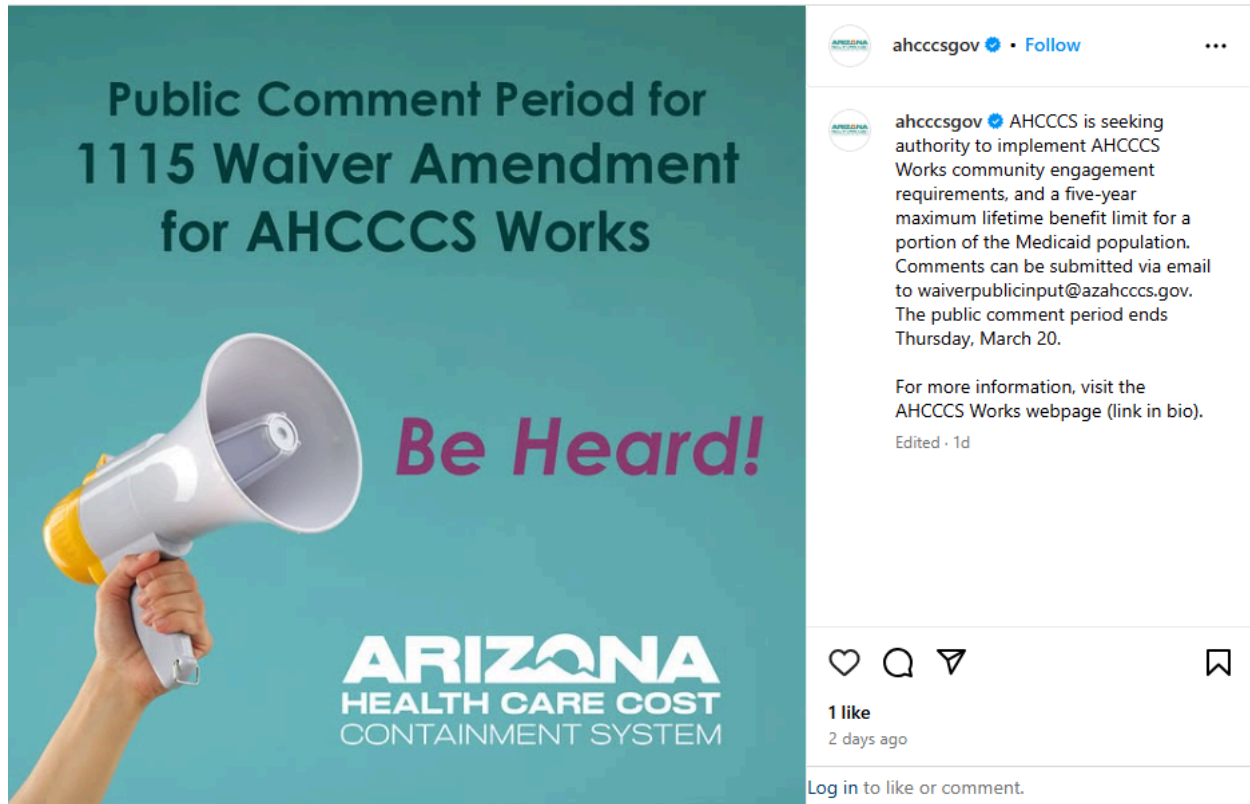 Public Comment Period for
1115 Waiver Amendment
for AHCCCS Works
Be Heard!
ARIZONA
HEALTH CARE COST
CONTAINMENT SYSTEM
ahcccsgov • Follow
ahcccsgov AHCCCS is seeking
authority to implement AHCCCS
Works community engagement
requirements, and a five-year
maximum lifetime benefit limit for a
portion of the Medicaid population.
Comments can be submitted via email
to waiverpublicinput@azahcccs.gov.
The public comment period ends
Thursday, March 20.
For more information, visit the
AHCCCS Works webpage (link in bio).
Edited · 1d
1 like
2 days ago
Log in to like or comment.